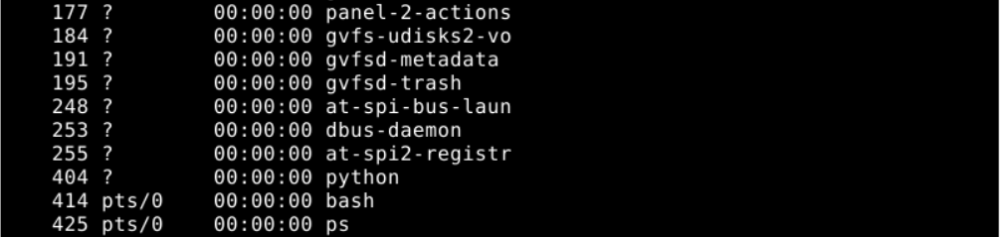 177 ? 00:00:00 panel-2-actions
184 ? 00:00:00 gvfs-udisks2-vo
191 ? 00:00:00 gvfsd-metadata
195 ? 00:00:00 gvfsd-trash
248 ? 00:00:00 at-spi-bus-laun
253 ? 00:00:00 dbus-daemon
255 ? 00:00:00 at-spi2-registr
404 ? 00:00:00 python
414 pts/0 00:00:00 bash
425 pts/0 00:00:00 ps